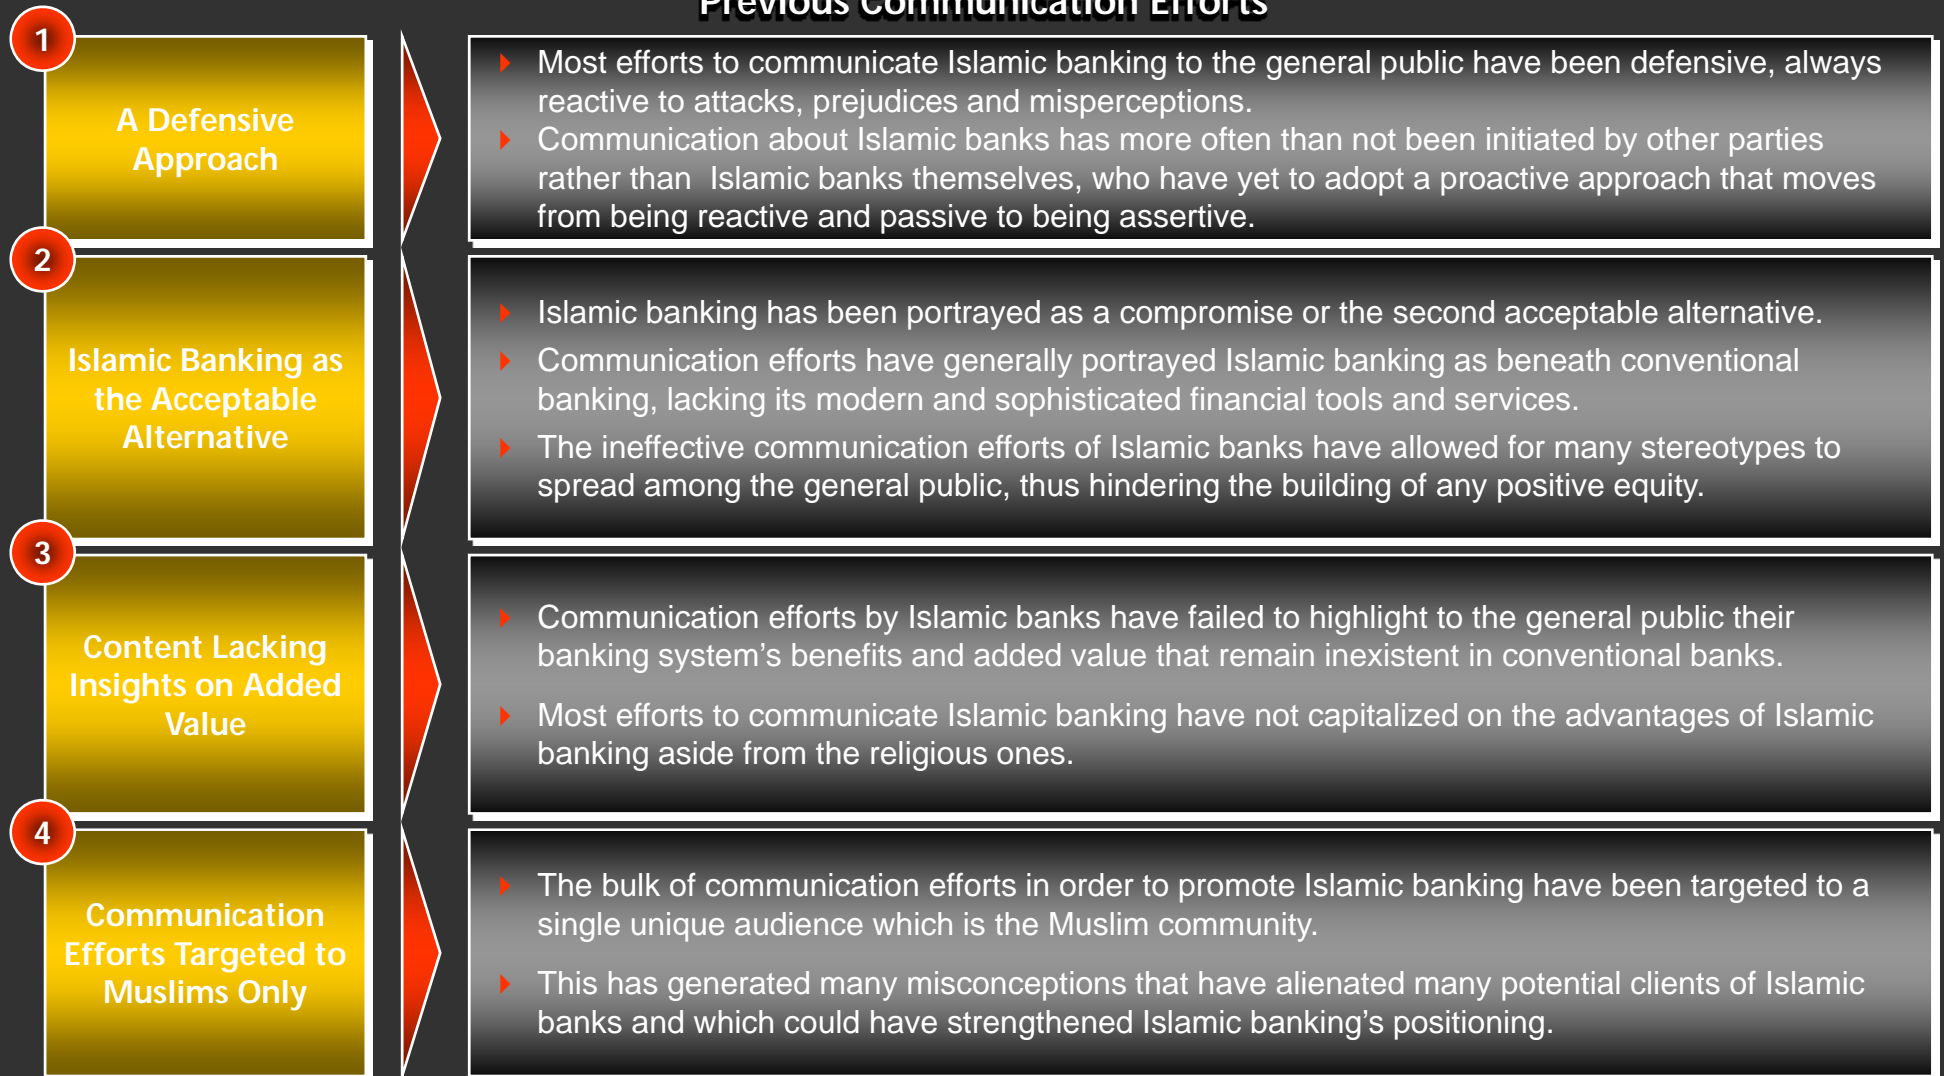 Previous Communication Efforts
1
A Defensive
Approach
Most efforts to communicate Islamic banking to the general public have been defensive, always
reactive to attacks, prejudices and misperceptions.
Communication about Islamic banks has more often than not been initiated by other parties
rather than  Islamic banks themselves, who have yet to adopt a proactive approach that moves
from being reactive and passive to being assertive.
2
Islamic Banking as
the Acceptable
Alternative
Islamic banking has been portrayed as a compromise or the second acceptable alternative.
Communication efforts have generally portrayed Islamic banking as beneath conventional
banking, lacking its modern and sophisticated financial tools and services.
The ineffective communication efforts of Islamic banks have allowed for many stereotypes to
spread among the general public, thus hindering the building of any positive equity.
3
Content Lacking
Insights on Added
Value
Communication efforts by Islamic banks have failed to highlight to the general public their
banking system's benefits and added value that remain inexistent in conventional banks.
Most efforts to communicate Islamic banking have not capitalized on the advantages of Islamic
banking aside from the religious ones.
4
Communication
Efforts Targeted to
Muslims Only
The bulk of communication efforts in order to promote Islamic banking have been targeted to a
single unique audience which is the Muslim community.
This has generated many misconceptions that have alienated many potential clients of Islamic
banks and which could have strengthened Islamic banking's positioning.